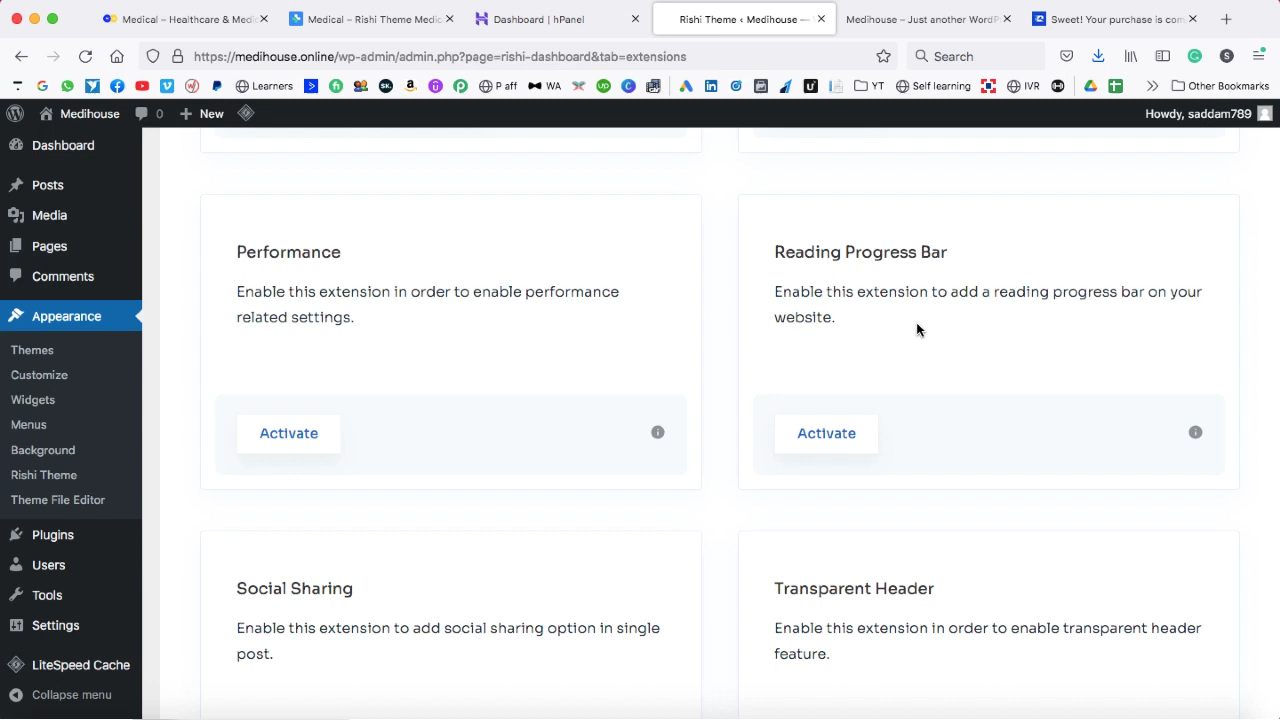 Medical – Healthcare & Medic
Medical – Rishi Theme Medic
Dashboard | hPanel
Rishi Theme ‹ Medihouse —
Medihouse – Just another WordP
Sweet! Your purchase is com
https://medihouse.online/wp-admin/admin.php?page=rishi-dashboard&tab=extensions
Search
Learners
P aff
WA
YT
Self learning
IVR
Other Bookmarks
Medihouse
0
New
Howdy, saddam789
Dashboard
Posts
Media
Pages
Comments
Appearance
Themes
Customize
Widgets
Menus
Background
Rishi Theme
Theme File Editor
Plugins
Users
Tools
Settings
LiteSpeed Cache
Collapse menu
Performance
Enable this extension in order to enable performance
related settings.
Activate
Reading Progress Bar
Enable this extension to add a reading progress bar on your
website.
Activate
Social Sharing
Enable this extension to add social sharing option in single
post.
Transparent Header
Enable this extension in order to enable transparent header
feature.